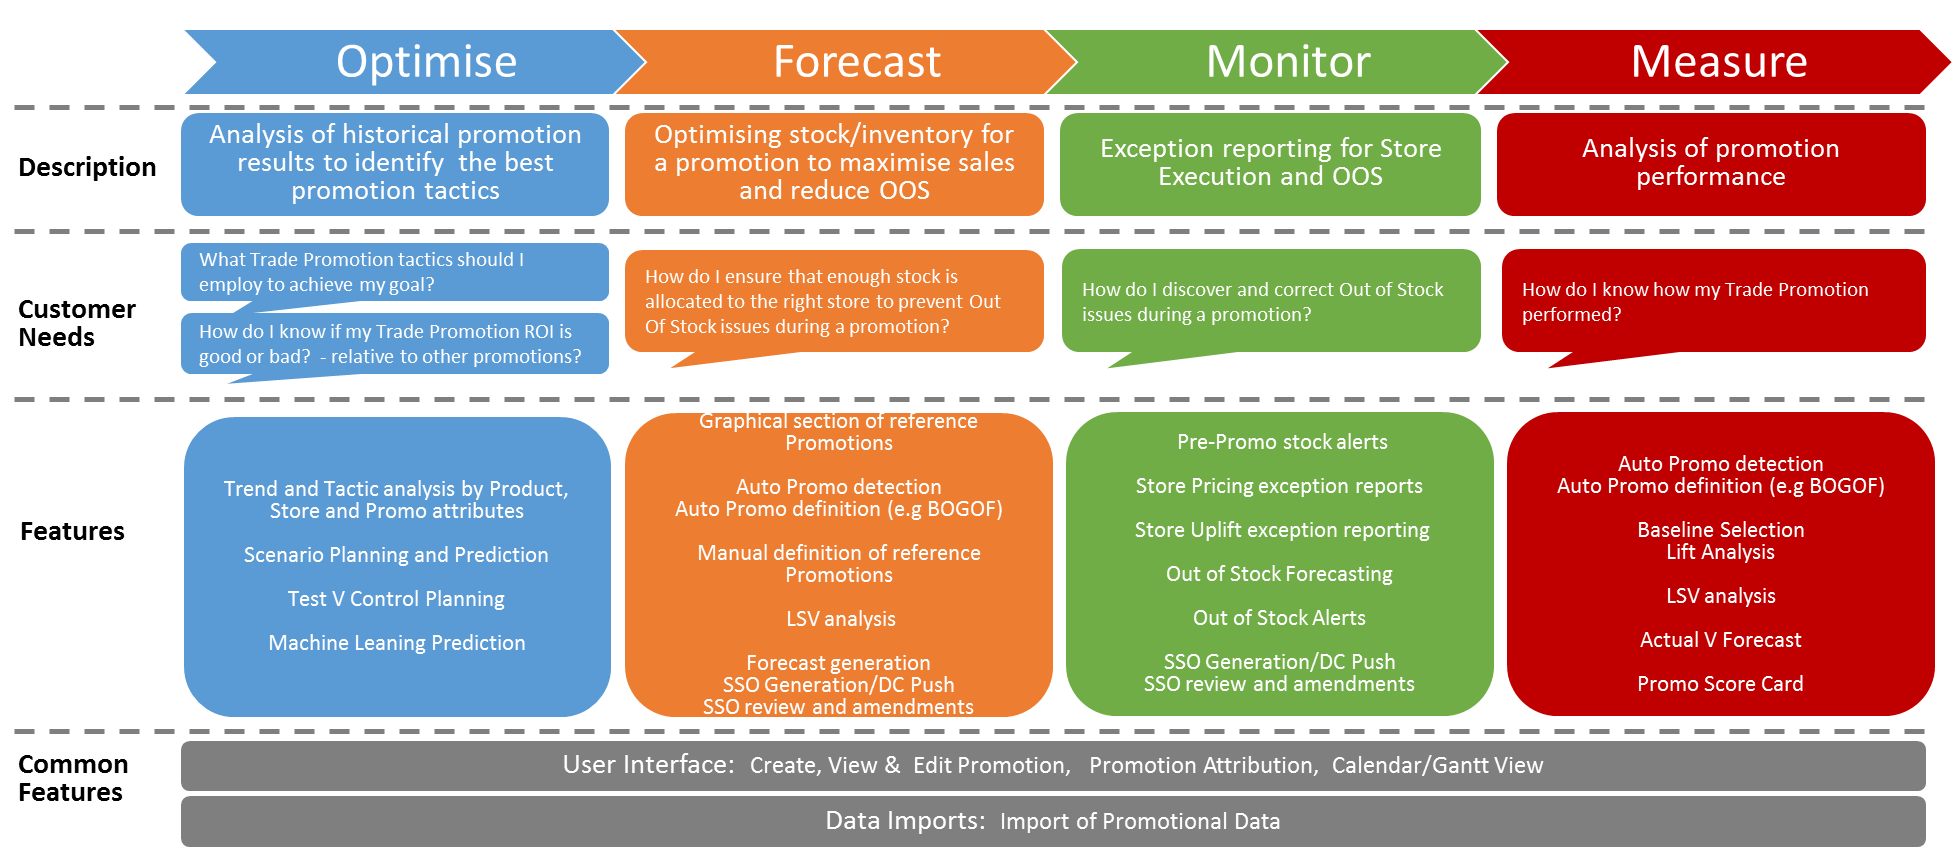 Optimise
Forecast
Monitor
Measure
Description
Analysis of historical promotion
results to identify the best
promotion tactics
Optimising stock/inventory for
a promotion to maximise sales
and reduce OOS
Exception reporting for Store
Execution and OOS
Analysis of promotion
performance
Customer
Needs
What Trade Promotion tactics should I
employ to achieve my goal?
How do I know if my Trade Promotion ROI is
good or bad? - relative to other promotions?
How do I ensure that enough stock is
allocated to the right store to prevent Out
Of Stock issues during a promotion?
How do I discover and correct Out of Stock
issues during a promotion?
How do I know how my Trade Promotion
performed?
Features
Trend and Tactic analysis by Product,
Store and Promo attributes
Scenario Planning and Prediction
Test V Control Planning
Machine Leaning Prediction
Graphical section of reference
Promotions
Auto Promo detection
Auto Promo definition (e.g BOGOF)
Manual definition of reference
Promotions
LSV analysis
Forecast generation
SSO Generation/DC Push
SSO review and amendments
Pre-Promo stock alerts
Store Pricing exception reports
Store Uplift exception reporting
Out of Stock Forecasting
Out of Stock Alerts
SSO Generation/DC Push
SSO review and amendments
Auto Promo detection
Auto Promo definition (e.g BOGOF)
Baseline Selection
Lift Analysis
LSV analysis
Actual V Forecast
Promo Score Card
Common
Features
User Interface: Create, View & Edit Promotion, Promotion Attribution, Calendar/Gantt View
Data Imports: Import of Promotional Data